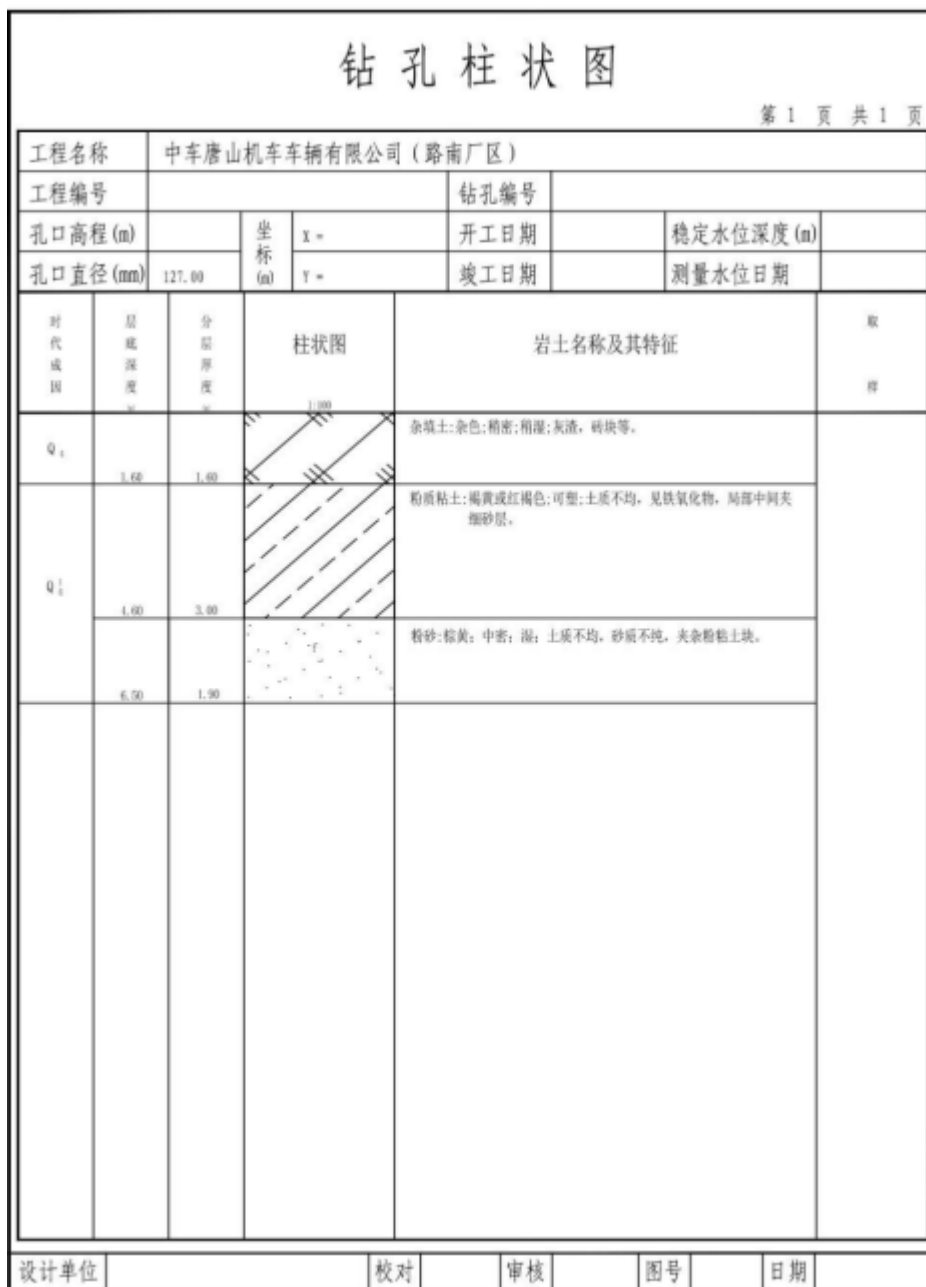 钻孔柱状图
第 1 页 共 1 页
工程名称 中车唐山机车车辆有限公司（路南厂区）
工程编号 钻孔编号
孔口高程(m) 坐标(m) X = 开工日期 稳定水位深度(m)
孔口直径(mm) 127.00 Y = 竣工日期 测量水位日期
时代成因 层底深度 分层厚度 柱状图 岩土名称及其特征 取样
1:100
杂填土:杂色;稍密;稍湿;灰渣，砖块等。
Q4
1.60 1.60
粉质粘土:褐黄或红褐色;可塑;土质不均，见铁氧化物，局部中间夹
细砂层。
4.60 3.00
粉砂:棕黄；中密；湿；土质不均，砂质不纯，夹杂粉粘土块。
f
6.50 1.90
设计单位 校对 审核 图号 日期